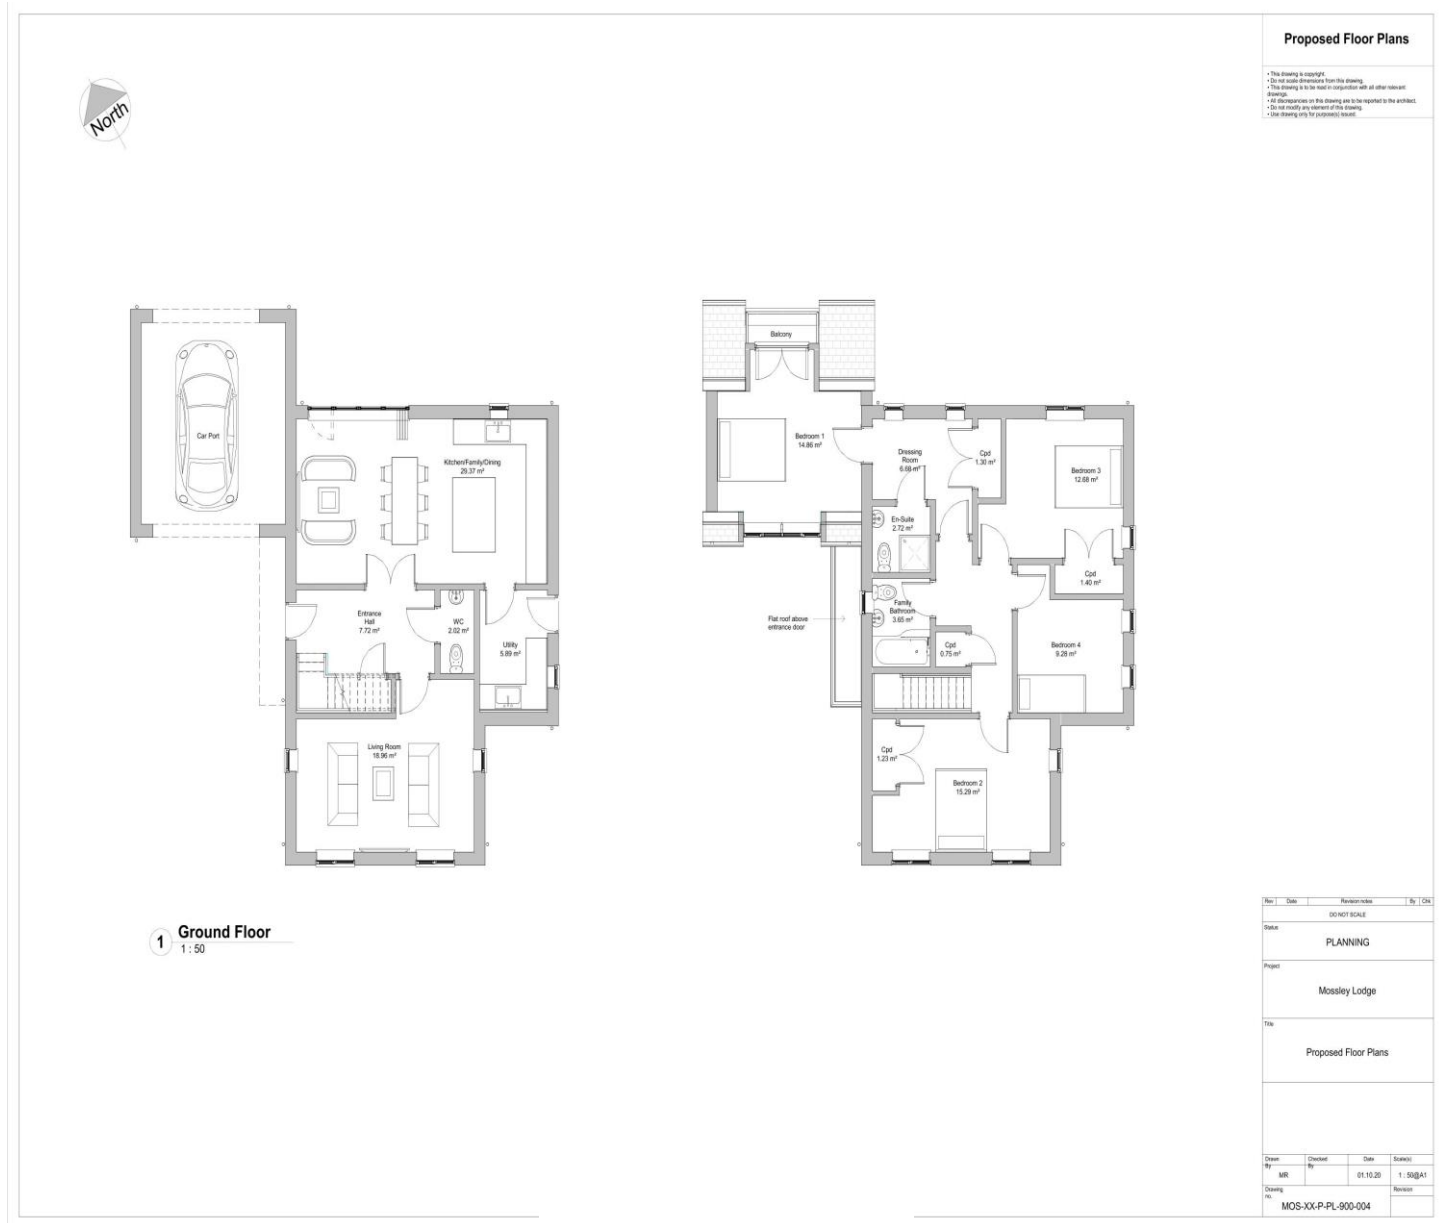 Proposed Floor Plans
• This drawing is copyright.
• Do not scale dimensions from this drawing.
• This drawing is to be read in conjunction with all other relevant
drawings.
• All discrepancies on this drawing are to be reported to the architect.
• Do not modify any element of this drawing.
• Use drawing only for purpose(s) issued.
North
Car Port
Kitchen/Family/Dining
29.37 m²
Entrance
Hall
7.72 m²
WC
2.02 m²
Utility
5.89 m²
Living Room
18.96 m²
Balcony
Bedroom 1
14.86 m²
Dressing
Room
6.68 m²
Cpd
1.30 m²
Bedroom 3
12.68 m²
En-Suite
2.72 m²
Cpd
1.40 m²
Family
Bathroom
3.65 m²
Flat roof above
entrance door
Cpd
0.75 m²
Bedroom 4
9.28 m²
Cpd
1.23 m²
Bedroom 2
15.29 m²
1 Ground Floor
1 : 50
Rev Date Revision notes By Chk
DO NOT SCALE
Status
PLANNING
Project
Mossley Lodge
Title
Proposed Floor Plans
Drawn By Checked By Date Scale(s)
MR 01.10.20 1 : 50@A1
Drawing no. Revision
MOS-XX-P-PL-900-004